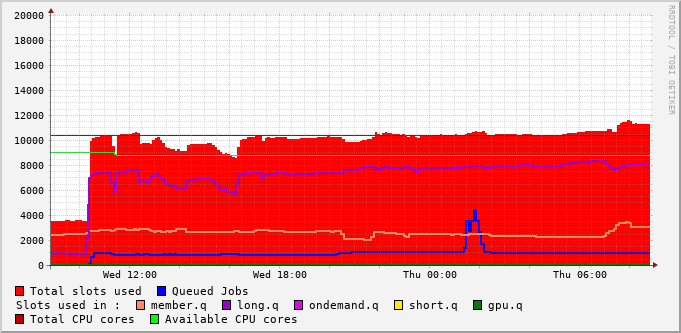 20000
18000
16000
14000
12000
10000
8000
6000
4000
2000
0
Wed 12:00 Wed 18:00 Thu 00:00 Thu 06:00
RRDTOOL / TOBI OETIKER
Total slots used Queued Jobs
Slots used in : member.q long.q ondemand.q short.q gpu.q
Total CPU cores Available CPU cores